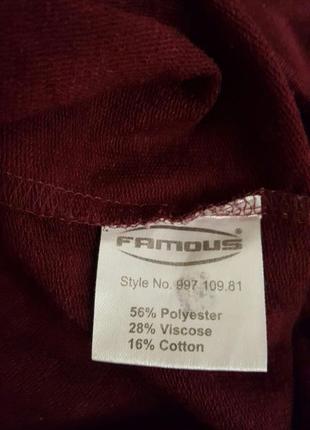 FAMOUS
Style No. 997 109.81
56% Polyester
28% Viscose
16% Cotton